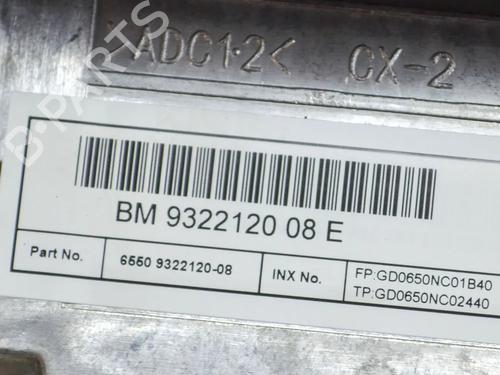 >ADC1·2< CX-2
BM 9322120 08 E
Part No. 6550 9322120-08 INX No. FP:GD0650NC01B40
TP:GD0650NC02440
B-PARTS